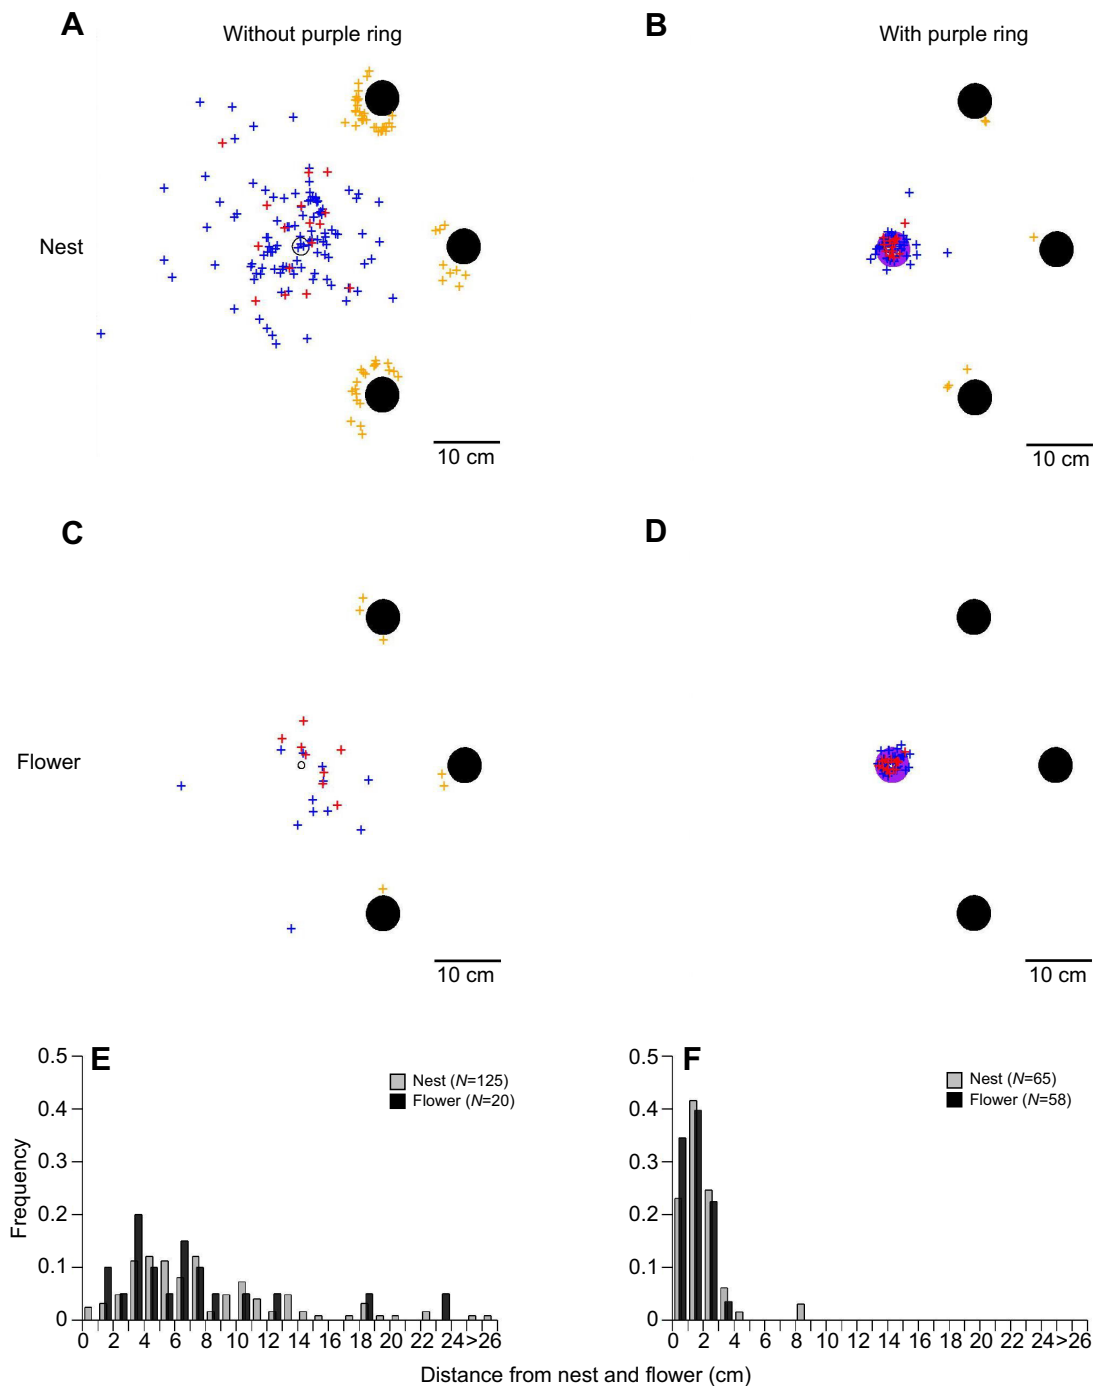 A
Without purple ring
B
With purple ring
Nest
10 cm
10 cm
C
D
Flower
10 cm
10 cm
E
Nest (N=125)
Flower (N=20)
0.5
0.4
0.3
0.2
0.1
0
Frequency
0 2 4 6 8 10 12 14 16 18 20 22 24 >26
F
Nest (N=65)
Flower (N=58)
0.5
0.4
0.3
0.2
0.1
0
0 2 4 6 8 10 12 14 16 18 20 22 24 >26
Distance from nest and flower (cm)